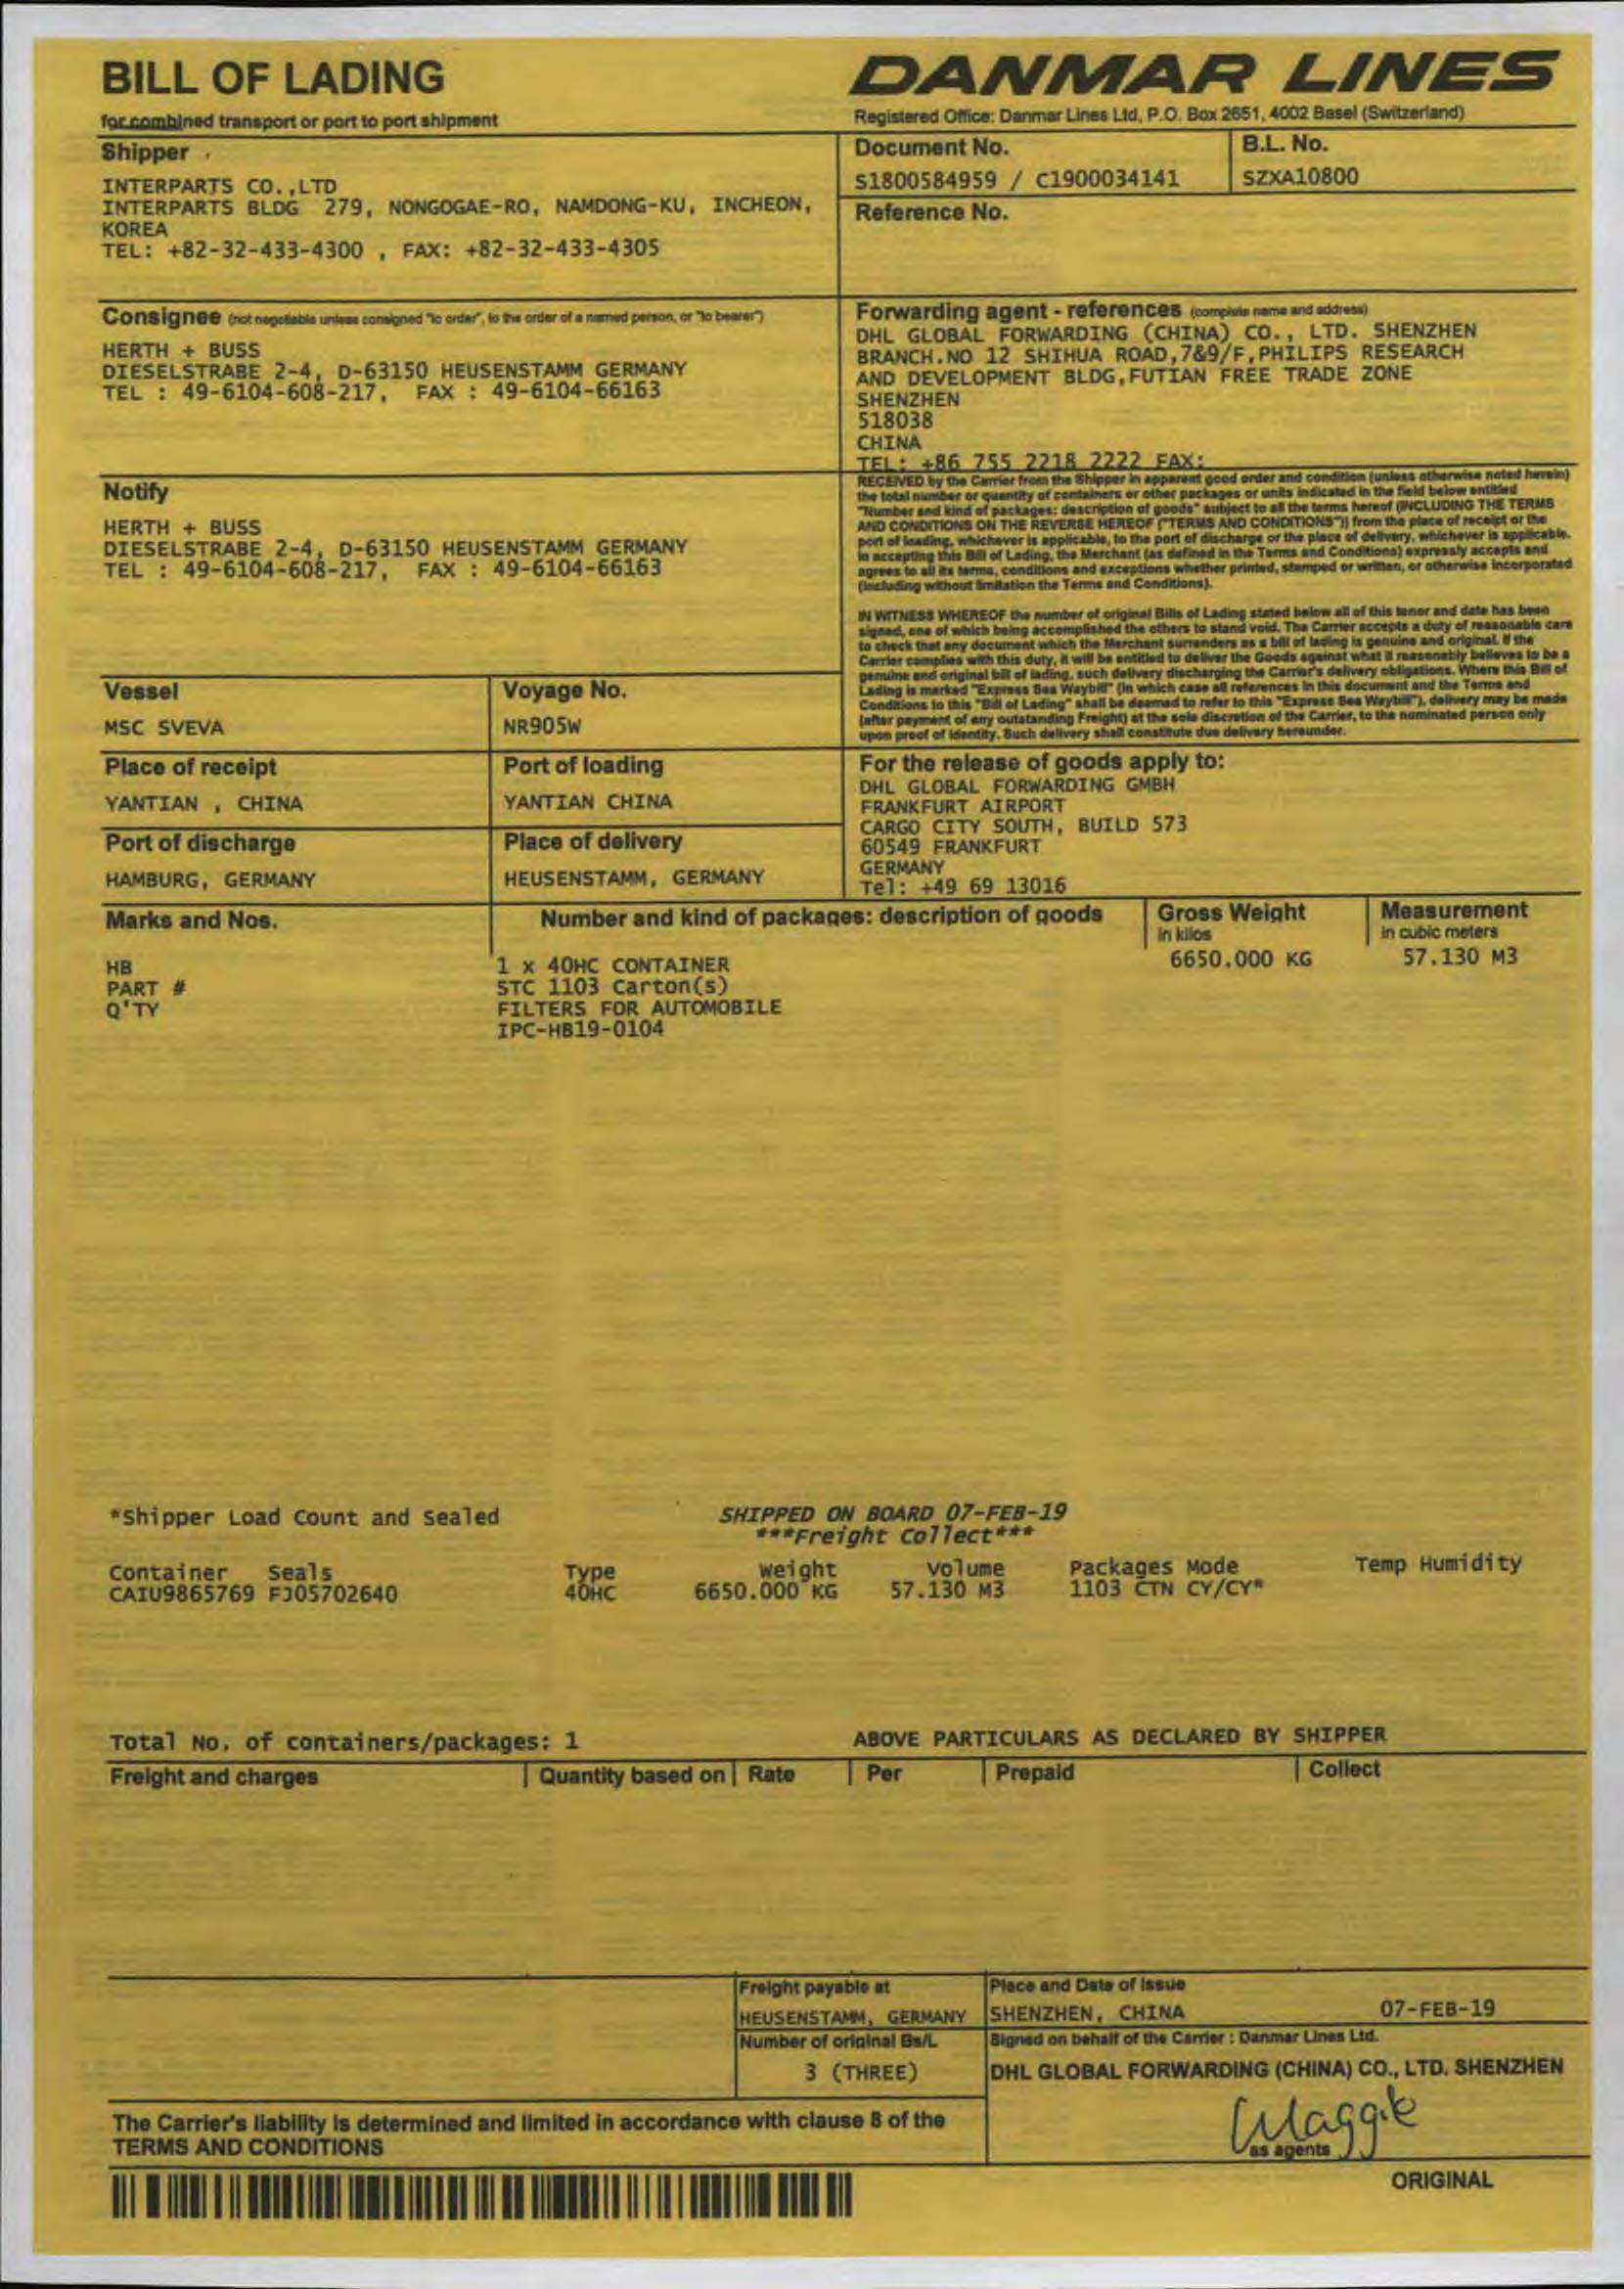 BILL OF LADING
for combined transport or port to port shipment
DANMAR LINES
Registered Office: Danmar Lines Ltd, P.O. Box 2651, 4002 Basel (Switzerland)
Shipper
INTERPARTS CO.,LTD
INTERPARTS BLDG 279, NONGOGAE-RO, NAMDONG-KU, INCHEON,
KOREA
TEL: +82-32-433-4300 , FAX: +82-32-433-4305
Document No.
S1800584959 / C1900034141
B.L. No.
SZXA10800
Reference No.
Consignee (not negotiable unless consigned "to order", to the order of a named person, or "to bearer")
HERTH + BUSS
DIESELSTRABE 2-4, D-63150 HEUSENSTAMM GERMANY
TEL : 49-6104-608-217, FAX : 49-6104-66163
Forwarding agent - references (complete name and address)
DHL GLOBAL FORWARDING (CHINA) CO., LTD. SHENZHEN
BRANCH.NO 12 SHIHUA ROAD,7&9/F,PHILIPS RESEARCH
AND DEVELOPMENT BLDG,FUTIAN FREE TRADE ZONE
SHENZHEN
518038
CHINA
TEL: +86 755 2218 2222 FAX:
Notify
HERTH + BUSS
DIESELSTRABE 2-4, D-63150 HEUSENSTAMM GERMANY
TEL : 49-6104-608-217, FAX : 49-6104-66163
RECEIVED by the Carrier from the Shipper in apparent good order and condition (unless otherwise noted herein)
the total number or quantity of containers or other packages or units indicated in the field below entitled
"Number and kind of packages: description of goods" subject to all the terms hereof (INCLUDING THE TERMS
AND CONDITIONS ON THE REVERSE HEREOF ("TERMS AND CONDITIONS")) from the place of receipt or the
port of loading, whichever is applicable, to the port of discharge or the place of delivery, whichever is applicable.
In accepting this Bill of Lading, the Merchant (as defined in the Terms and Conditions) expressly accepts and
agrees to all its terms, conditions and exceptions whether printed, stamped or written, or otherwise incorporated
(including without limitation the Terms and Conditions).
IN WITNESS WHEREOF the number of original Bills of Lading stated below all of this tenor and date has been
signed, one of which being accomplished the others to stand void. The Carrier accepts a duty of reasonable care
to check that any document which the Merchant surrenders as a bill of lading is genuine and original. If the
Carrier complies with this duty, it will be entitled to deliver the Goods against what it reasonably believes to be a
genuine and original bill of lading, such delivery discharging the Carrier's delivery obligations. Where this Bill of
Lading is marked "Express Sea Waybill" (in which case all references in this document and the Terms and
Conditions to this "Bill of Lading" shall be deemed to refer to this "Express Sea Waybill"), delivery may be made
(after payment of any outstanding Freight) at the sole discretion of the Carrier, to the nominated person only
upon proof of identity. Such delivery shall constitute due delivery hereunder.
Vessel
MSC SVEVA
Voyage No.
NR905W
Place of receipt
YANTIAN , CHINA
Port of loading
YANTIAN CHINA
Port of discharge
HAMBURG, GERMANY
Place of delivery
HEUSENSTAMM, GERMANY
For the release of goods apply to:
DHL GLOBAL FORWARDING GMBH
FRANKFURT AIRPORT
CARGO CITY SOUTH, BUILD 573
60549 FRANKFURT
GERMANY
Tel: +49 69 13016
Marks and Nos.
Number and kind of packages: description of goods
Gross Weight
in kilos
Measurement
in cubic meters
HB
PART #
Q'TY
1 x 40HC CONTAINER
STC 1103 Carton(s)
FILTERS FOR AUTOMOBILE
IPC-HB19-0104
6650.000 KG
57.130 M3
*Shipper Load Count and Sealed
SHIPPED ON BOARD 07-FEB-19
***Freight Collect***
Container Seals Type Weight Volume Packages Mode Temp Humidity
CAIU9865769 FJ05702640 40HC 6650.000 KG 57.130 M3 1103 CTN CY/CY*
Total No. of containers/packages: 1
ABOVE PARTICULARS AS DECLARED BY SHIPPER
Freight and charges Quantity based on Rate Per Prepaid Collect
Freight payable at
HEUSENSTAMM, GERMANY
Place and Date of Issue
SHENZHEN, CHINA 07-FEB-19
Number of original Bs/L
3 (THREE)
Signed on behalf of the Carrier : Danmar Lines Ltd.
DHL GLOBAL FORWARDING (CHINA) CO., LTD. SHENZHEN
Maggie
as agents
The Carrier's liability is determined and limited in accordance with clause 8 of the
TERMS AND CONDITIONS
ORIGINAL